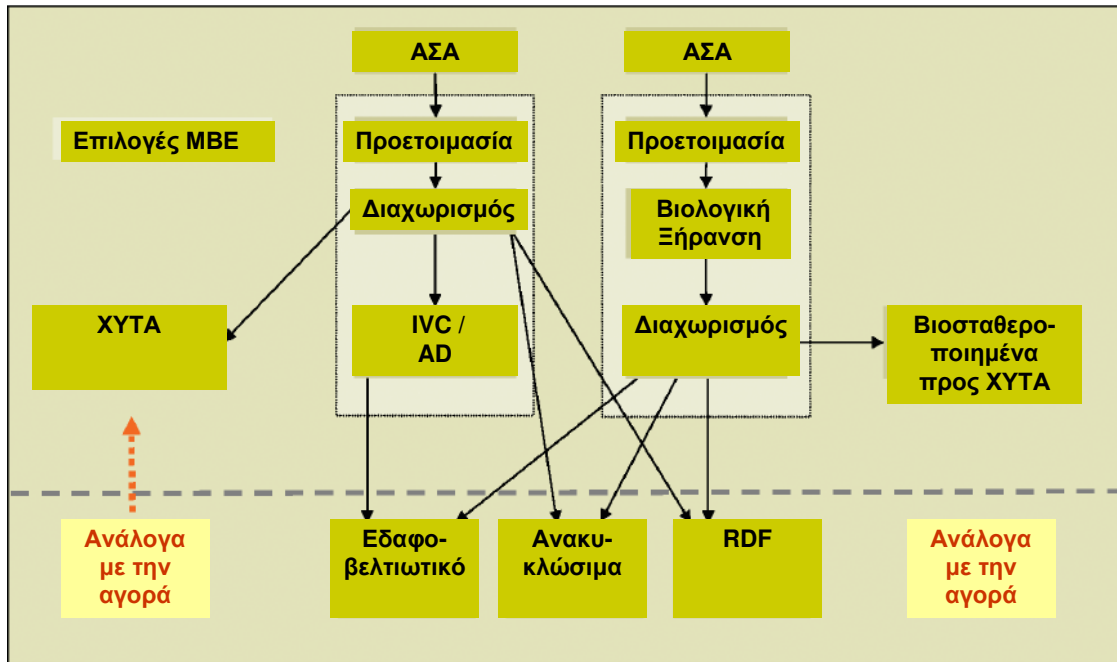 ΑΣΑ
ΑΣΑ
Επιλογές ΜΒΕ
Προετοιμασία
Προετοιμασία
Διαχωρισμός
Βιολογική
Ξήρανση
ΧΥΤΑ
IVC /
AD
Διαχωρισμός
Βιοσταθερο-
ποιημένα
προς ΧΥΤΑ
Ανάλογα
με την
αγορά
Εδαφο-
βελτιωτικό
Ανακυ-
κλώσιμα
RDF
Ανάλογα
με την
αγορά